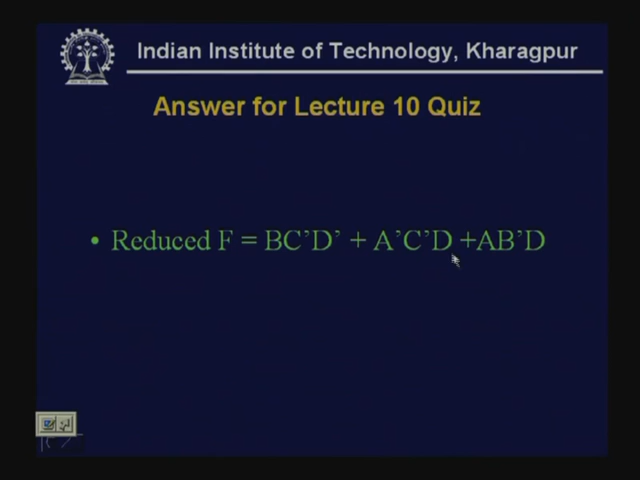 Indian Institute of Technology, Kharagpur
Answer for Lecture 10 Quiz
• Reduced F = BC’D’ + A’C’D +AB’D